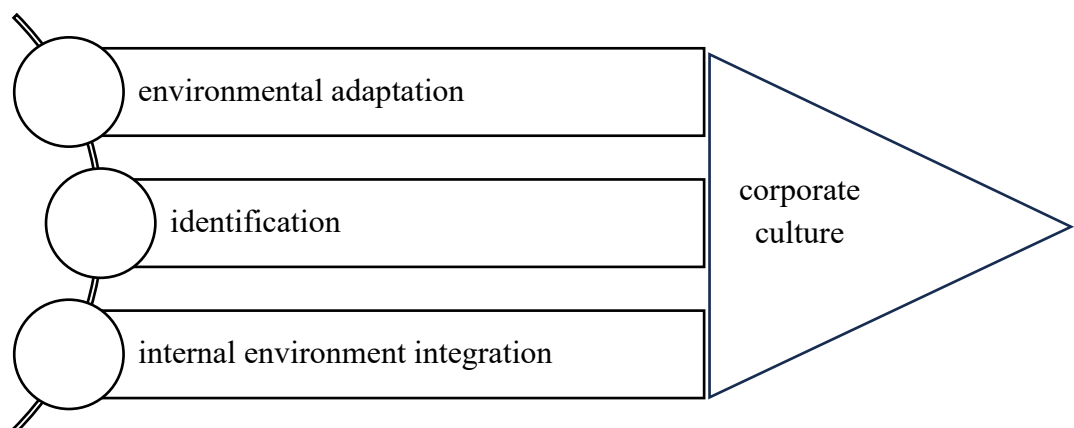 environmental adaptation
identification
internal environment integration
corporate
culture